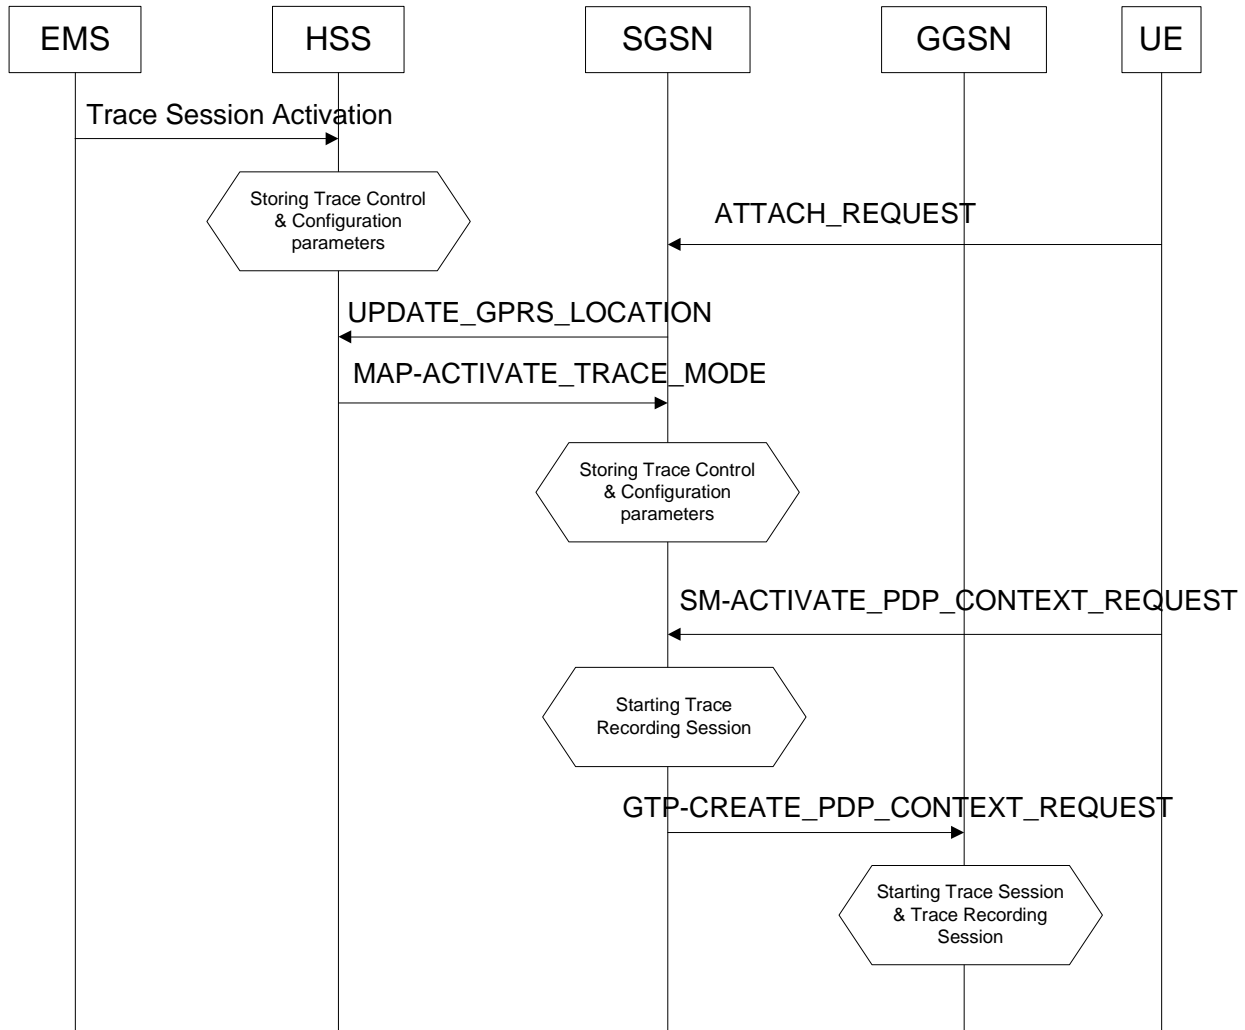 EMS
HSS
SGSN
GGSN
UE
Trace Session Activation
Storing Trace Control
& Configuration
parameters
ATTACH_REQUEST
UPDATE_GPRS_LOCATION
MAP-ACTIVATE_TRACE_MODE
Storing Trace Control
& Configuration
parameters
SM-ACTIVATE_PDP_CONTEXT_REQUEST
Starting Trace
Recording Session
GTP-CREATE_PDP_CONTEXT_REQUEST
Starting Trace Session
& Trace Recording
Session